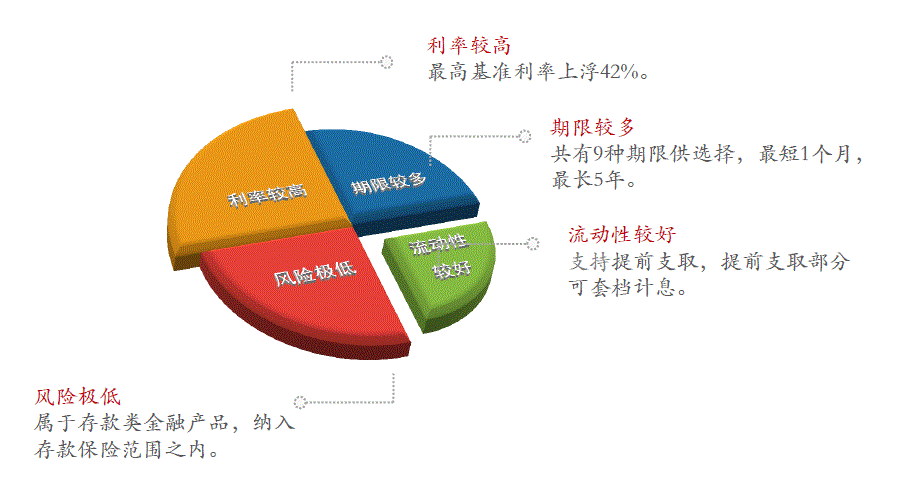 利率较高
最高基准利率上浮42%。
期限较多
共有9种期限供选择，最短1个月，
最长5年。
利率较高
期限较多
流动性
较好
风险极低
流动性较好
支持提前支取，提前支取部分
可套档计息。
风险极低
属于存款类金融产品，纳入
存款保险范围之内。